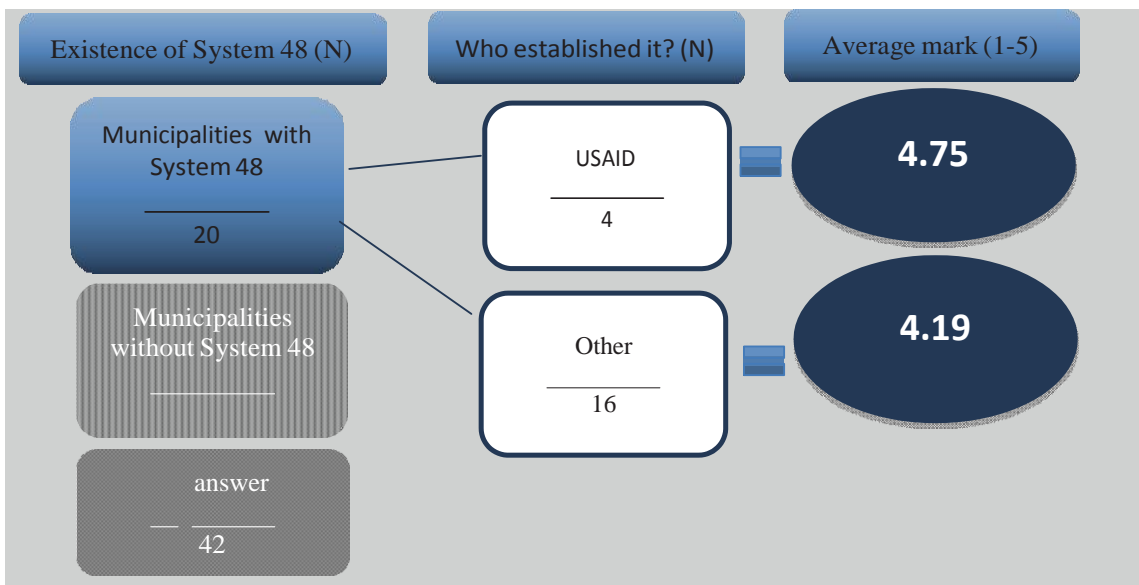 Existence of System 48 (N)
Who established it? (N)
Average mark (1-5)
Municipalities with
System 48
20
USAID
4
4.75
Municipalities
without System 48
Other
16
4.19
answer
42